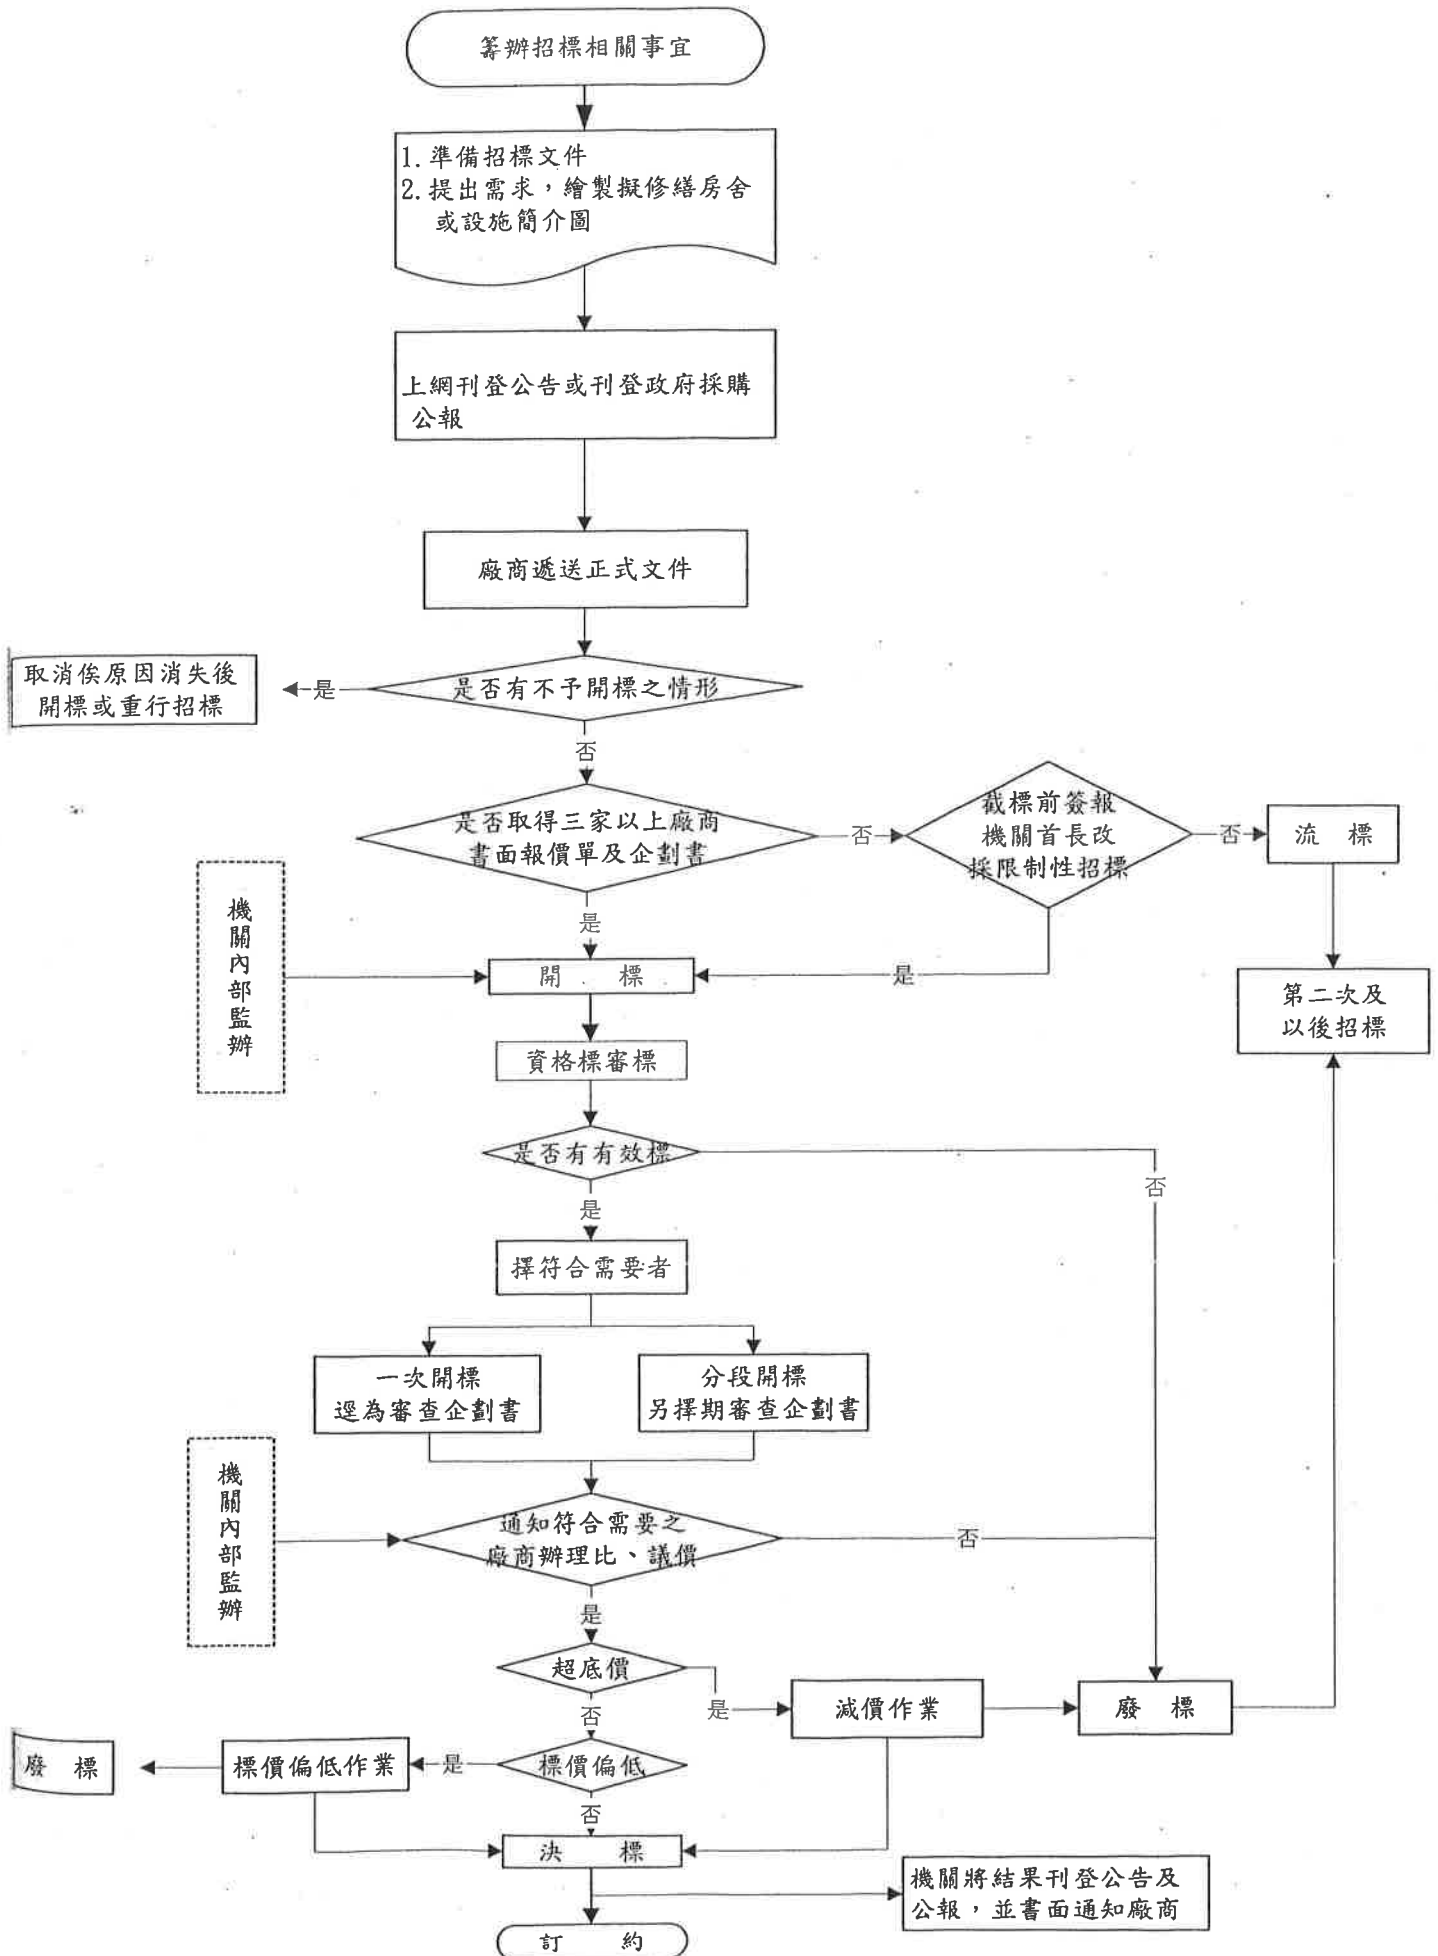 籌辦招標相關事宜
1. 準備招標文件
2. 提出需求，繪製擬修繕房舍
或設施簡介圖
上網刊登公告或刊登政府採購
公報
廠商遞送正式文件
是否有不予開標之情形
是
取消俟原因消失後
開標或重行招標
否
是否取得三家以上廠商
書面報價單及企劃書
否
截標前簽報
機關首長改
採限制性招標
否
流 標
是
是
機關內部監辦
開 標
第二次及
以後招標
資格標審標
是否有有效標
否
是
擇符合需要者
一次開標
逕為審查企劃書
分段開標
另擇期審查企劃書
機關內部監辦
通知符合需要之
廠商辦理比、議價
否
是
超底價
是
減價作業
廢 標
否
標價偏低
是
標價偏低作業
廢 標
否
決 標
機關將結果刊登公告及
公報，並書面通知廠商
訂 約